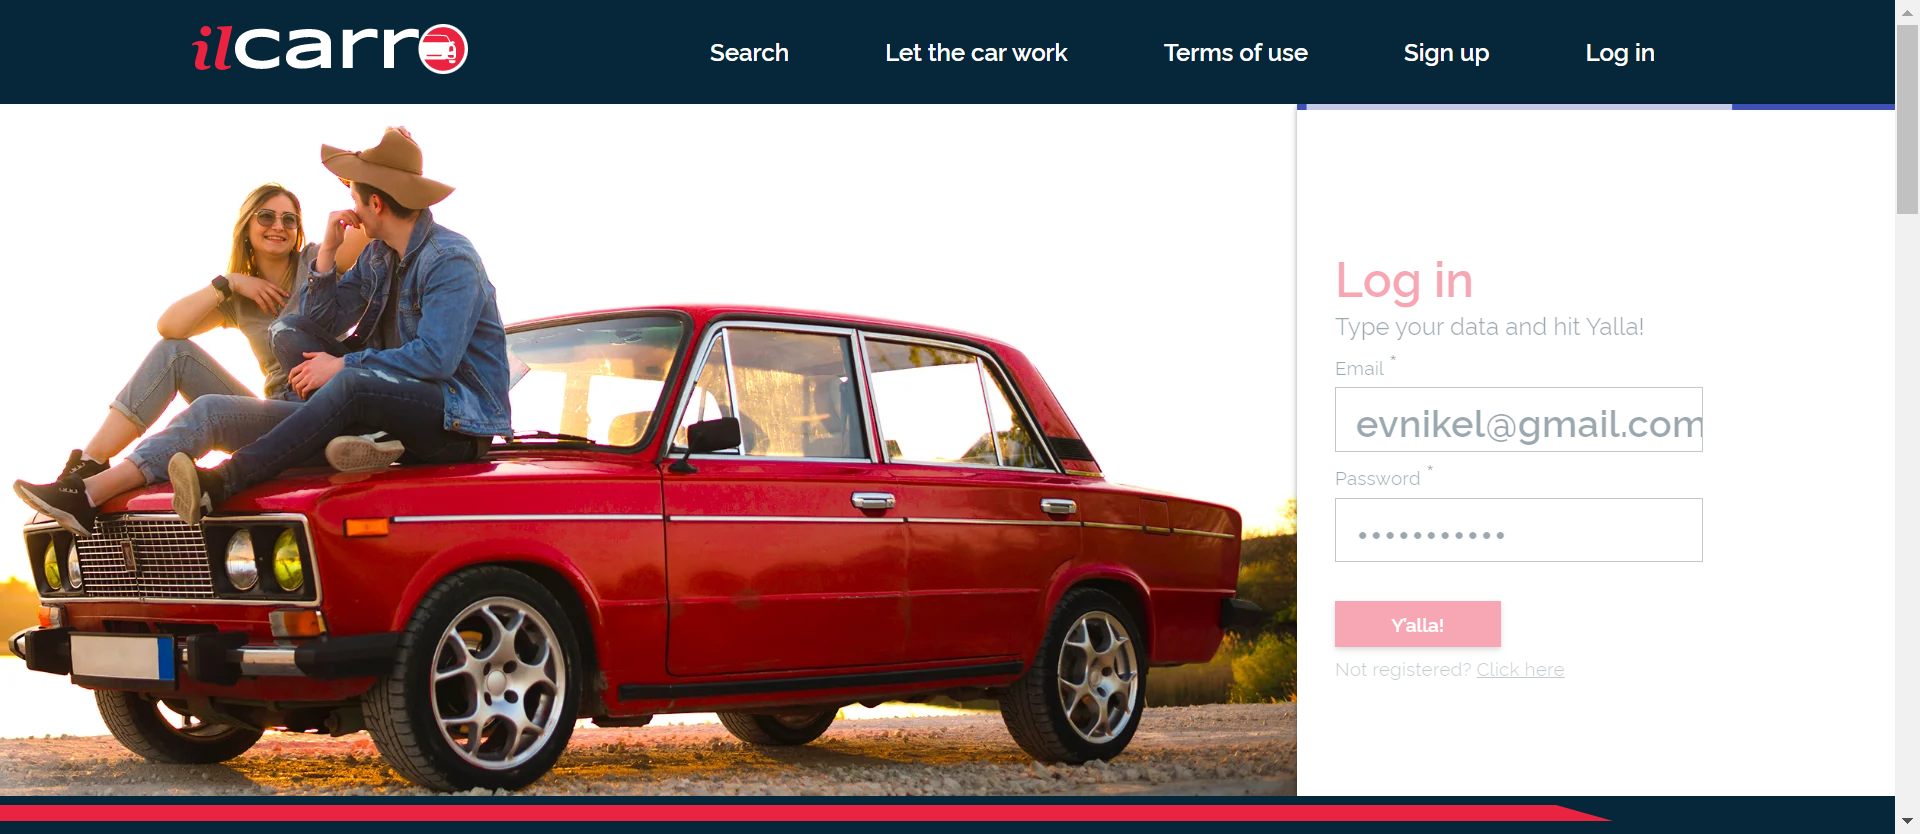 ilcarro
Search Let the car work Terms of use Sign up Log in
Log in
Type your data and hit Yalla!
Email *
evnikel@gmail.com
Password *
•••••••••••
Y'alla!
Not registered? Click here